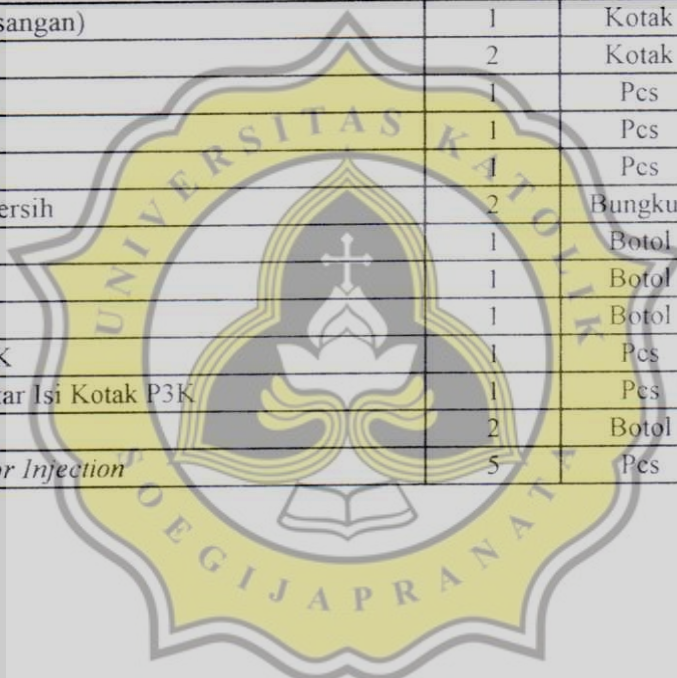 sangan) 1 Kotak
2 Kotak
1 Pcs
1 Pcs
1 Pcs
ersih 2 Bungku
1 Botol
1 Botol
1 Botol
K 1 Pcs
tar Isi Kotak P3K 1 Pcs
2 Botol
or Injection 5 Pcs
UNIVERSITAS KATOLIK
SOEGIJAPRANATA